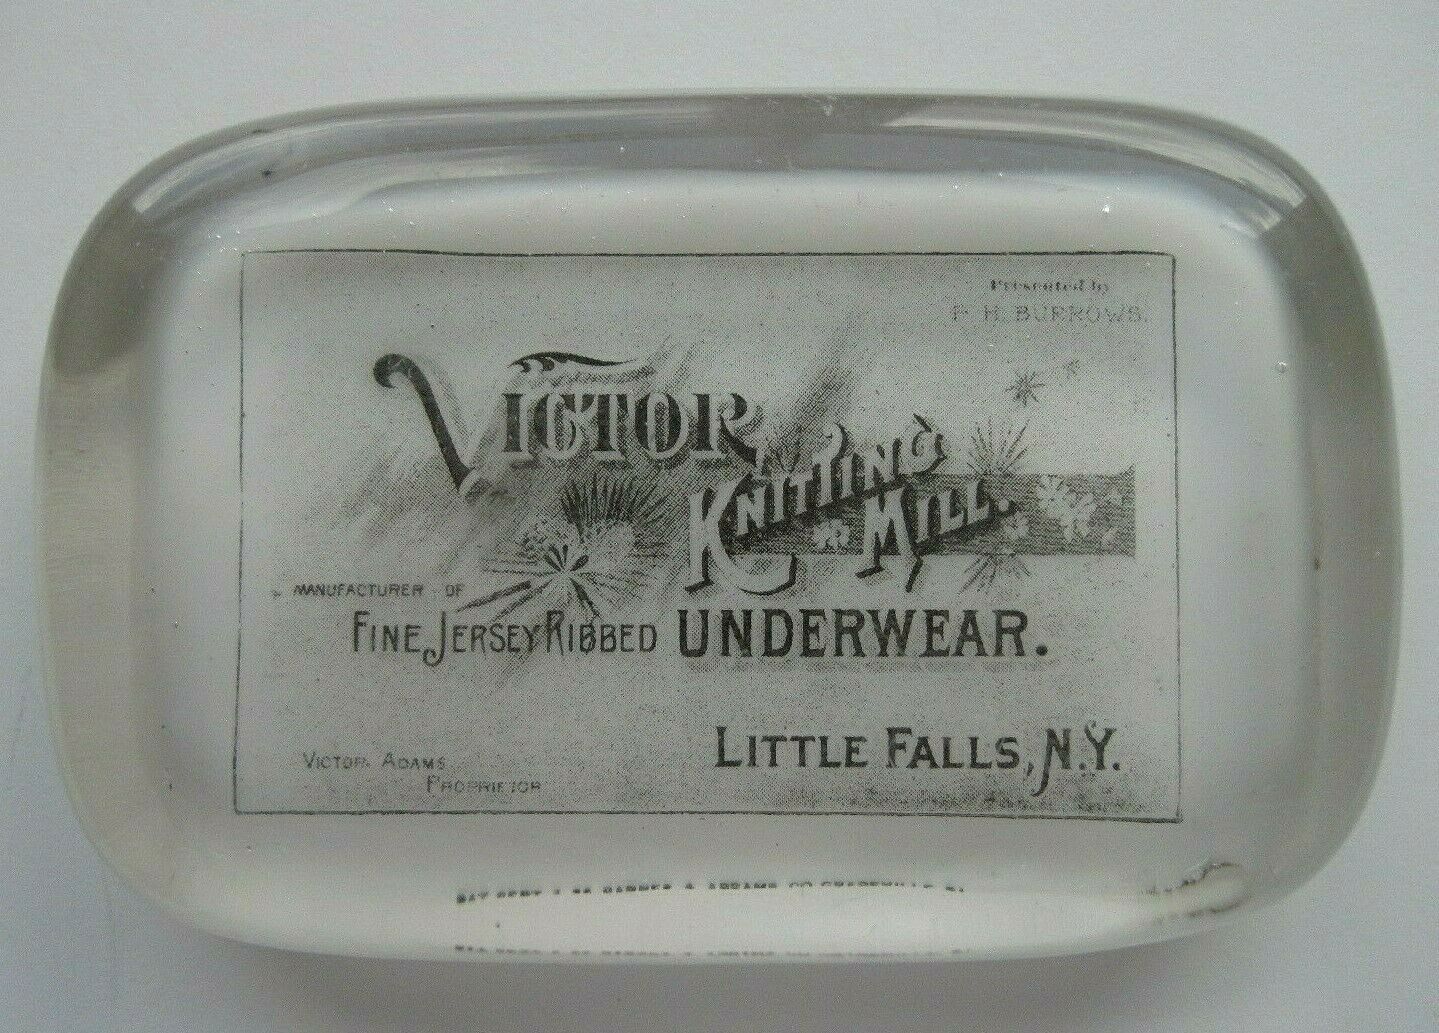 Presented by
F. H. BURROWS.
VICTOR
KNITTING
MILL.
MANUFACTURER OF
FINE JERSEY RIBBED UNDERWEAR.
LITTLE FALLS, N.Y.
VICTOR ADAMS
PROPRIETOR